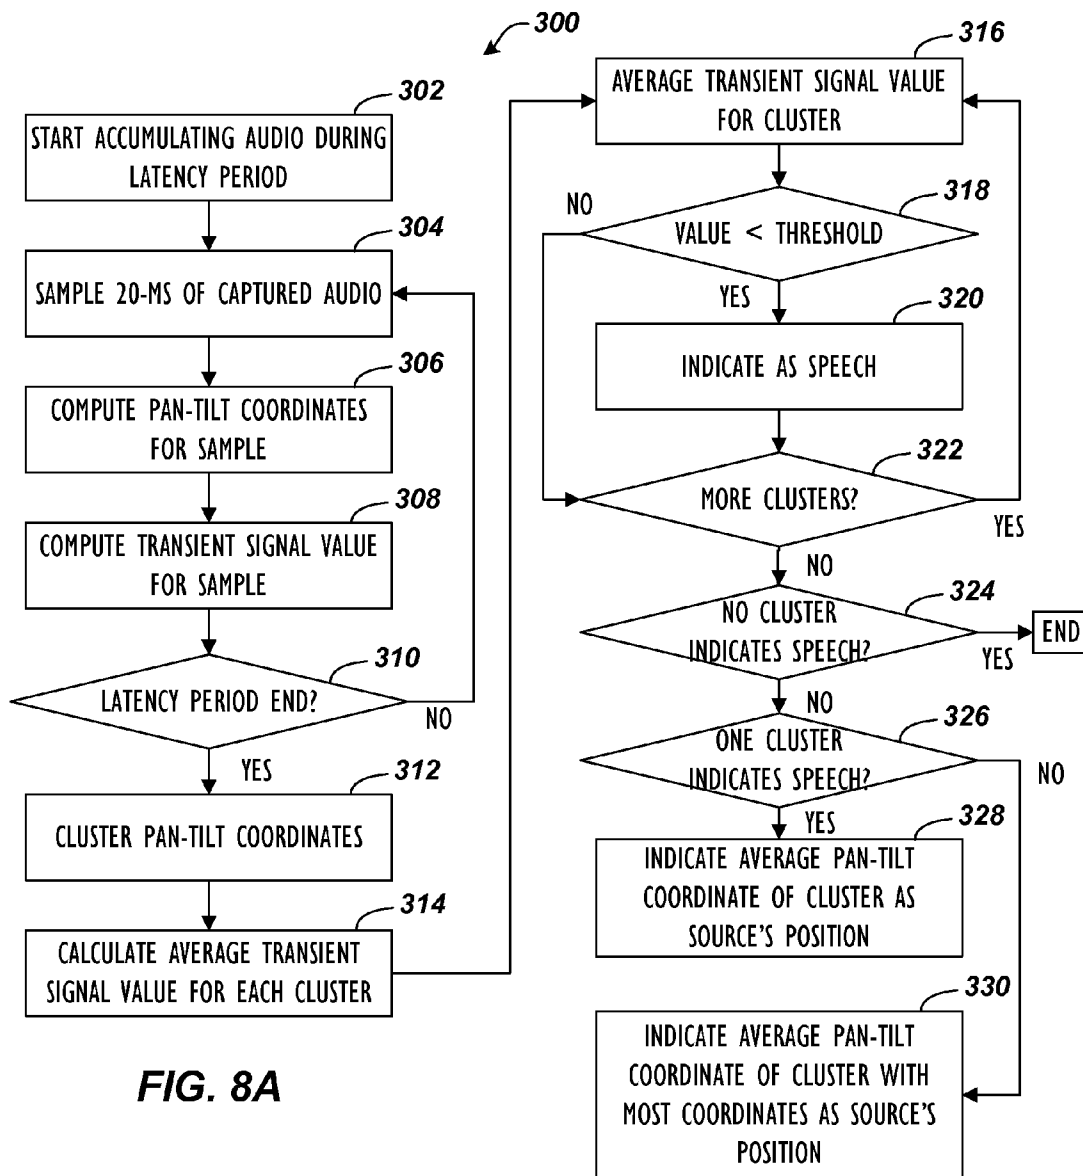 300
302
START ACCUMULATING AUDIO DURING
LATENCY PERIOD
304
SAMPLE 20-MS OF CAPTURED AUDIO
306
COMPUTE PAN-TILT COORDINATES
FOR SAMPLE
308
COMPUTE TRANSIENT SIGNAL VALUE
FOR SAMPLE
310
LATENCY PERIOD END?
NO
YES
312
CLUSTER PAN-TILT COORDINATES
314
CALCULATE AVERAGE TRANSIENT
SIGNAL VALUE FOR EACH CLUSTER
316
AVERAGE TRANSIENT SIGNAL VALUE
FOR CLUSTER
318
NO
VALUE < THRESHOLD
YES
320
INDICATE AS SPEECH
322
MORE CLUSTERS?
YES
NO
324
NO CLUSTER
INDICATES SPEECH?
YES
END
NO
326
ONE CLUSTER
INDICATES SPEECH?
NO
YES
328
INDICATE AVERAGE PAN-TILT
COORDINATE OF CLUSTER AS
SOURCE'S POSITION
330
INDICATE AVERAGE PAN-TILT
COORDINATE OF CLUSTER WITH
MOST COORDINATES AS SOURCE'S
POSITION
FIG. 8A